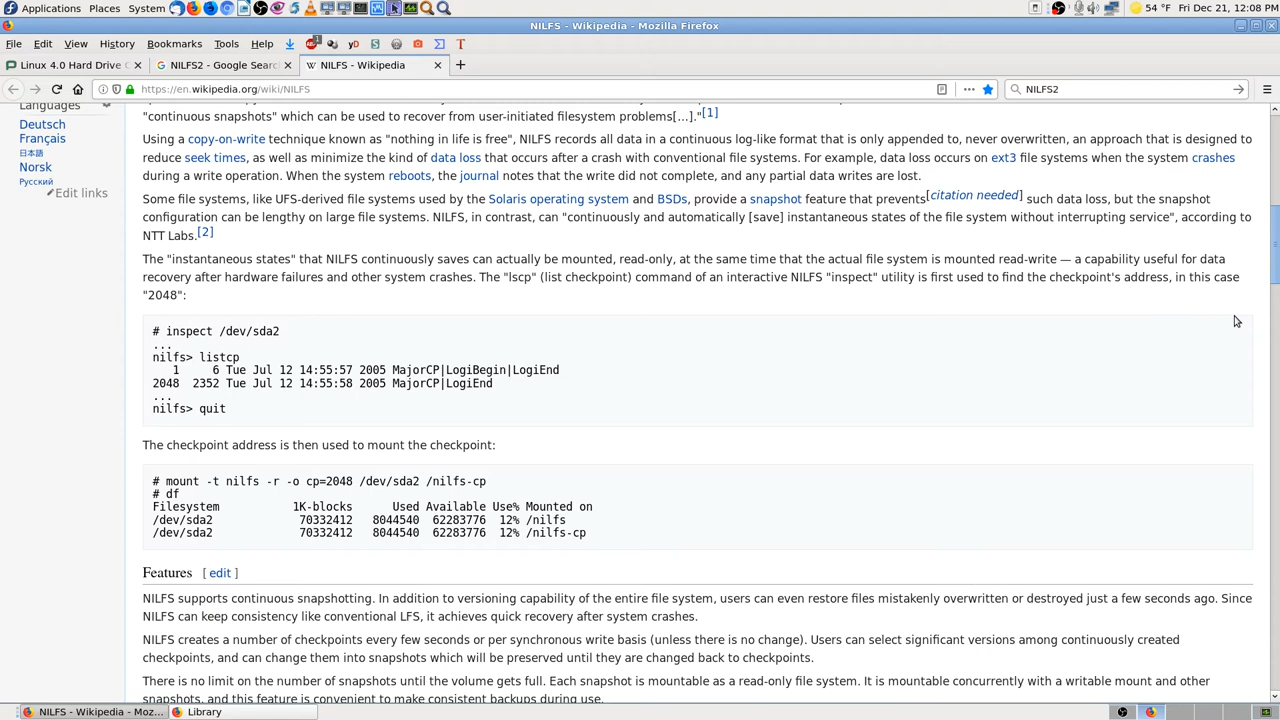 Applications Places System 54 °F Fri Dec 21, 12:08 PM
NILFS - Wikipedia - Mozilla Firefox
File Edit View History Bookmarks Tools Help
Linux 4.0 Hard Drive C NILFS2 - Google Searc NILFS - Wikipedia
https://en.wikipedia.org/wiki/NILFS NILFS2
Languages
Deutsch
Français
日本語
Norsk
Русский
Edit links
"continuous snapshots" which can be used to recover from user-initiated filesystem problems[...]."[1]
Using a copy-on-write technique known as "nothing in life is free", NILFS records all data in a continuous log-like format that is only appended to, never overwritten, an approach that is designed to
reduce seek times, as well as minimize the kind of data loss that occurs after a crash with conventional file systems. For example, data loss occurs on ext3 file systems when the system crashes
during a write operation. When the system reboots, the journal notes that the write did not complete, and any partial data writes are lost.
Some file systems, like UFS-derived file systems used by the Solaris operating system and BSDs, provide a snapshot feature that prevents[citation needed] such data loss, but the snapshot
configuration can be lengthy on large file systems. NILFS, in contrast, can "continuously and automatically [save] instantaneous states of the file system without interrupting service", according to
NTT Labs.[2]
The "instantaneous states" that NILFS continuously saves can actually be mounted, read-only, at the same time that the actual file system is mounted read-write — a capability useful for data
recovery after hardware failures and other system crashes. The "lscp" (list checkpoint) command of an interactive NILFS "inspect" utility is first used to find the checkpoint's address, in this case
"2048":
# inspect /dev/sda2
...
nilfs> listcp
1 6 Tue Jul 12 14:55:57 2005 MajorCP|LogiBegin|LogiEnd
2048 2352 Tue Jul 12 14:55:58 2005 MajorCP|LogiEnd
...
nilfs> quit
The checkpoint address is then used to mount the checkpoint:
# mount -t nilfs -r -o cp=2048 /dev/sda2 /nilfs-cp
# df
Filesystem 1K-blocks Used Available Use% Mounted on
/dev/sda2 70332412 8044540 62283776 12% /nilfs
/dev/sda2 70332412 8044540 62283776 12% /nilfs-cp
Features [ edit ]
NILFS supports continuous snapshotting. In addition to versioning capability of the entire file system, users can even restore files mistakenly overwritten or destroyed just a few seconds ago. Since
NILFS can keep consistency like conventional LFS, it achieves quick recovery after system crashes.
NILFS creates a number of checkpoints every few seconds or per synchronous write basis (unless there is no change). Users can select significant versions among continuously created
checkpoints, and can change them into snapshots which will be preserved until they are changed back to checkpoints.
There is no limit on the number of snapshots until the volume gets full. Each snapshot is mountable as a read-only file system. It is mountable concurrently with a writable mount and other
snapshots, and this feature is convenient to make consistent backups during use.
NILFS - Wikipedia - Moz... Library